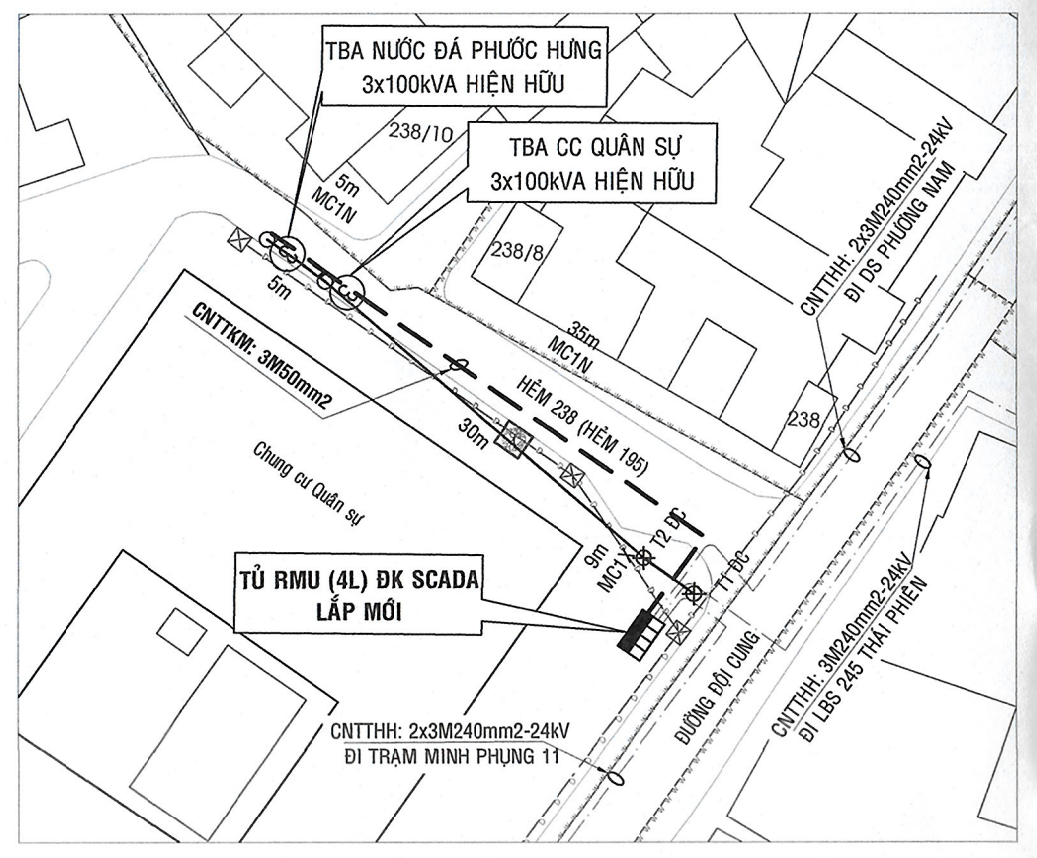 TBA NƯỚC ĐÁ PHƯỚC HƯNG
3x100kVA HIỆN HỮU
238/10
TBA CC QUÂN SỰ
3x100kVA HIỆN HỮU
5m
MC1N
CNTTHH: 2x3M240mm2-24kV
ĐI DS PHƯƠNG NAM
238/8
5m
CNTTKM: 3M50mm2
35m
MC1N
HẺM 238 (HẺM 195)
238
30m
Chung cư Quân sự
T2 ĐC
9m
MC1X
T1 ĐC
TỦ RMU (4L) ĐK SCADA
LẮP MỚI
ĐƯỜNG ĐỘI CUNG
CNTTHH: 3M240mm2-24kV
ĐI LBS 245 THÁI PHIÊN
CNTTHH: 2x3M240mm2-24kV
ĐI TRẠM MINH PHỤNG 11